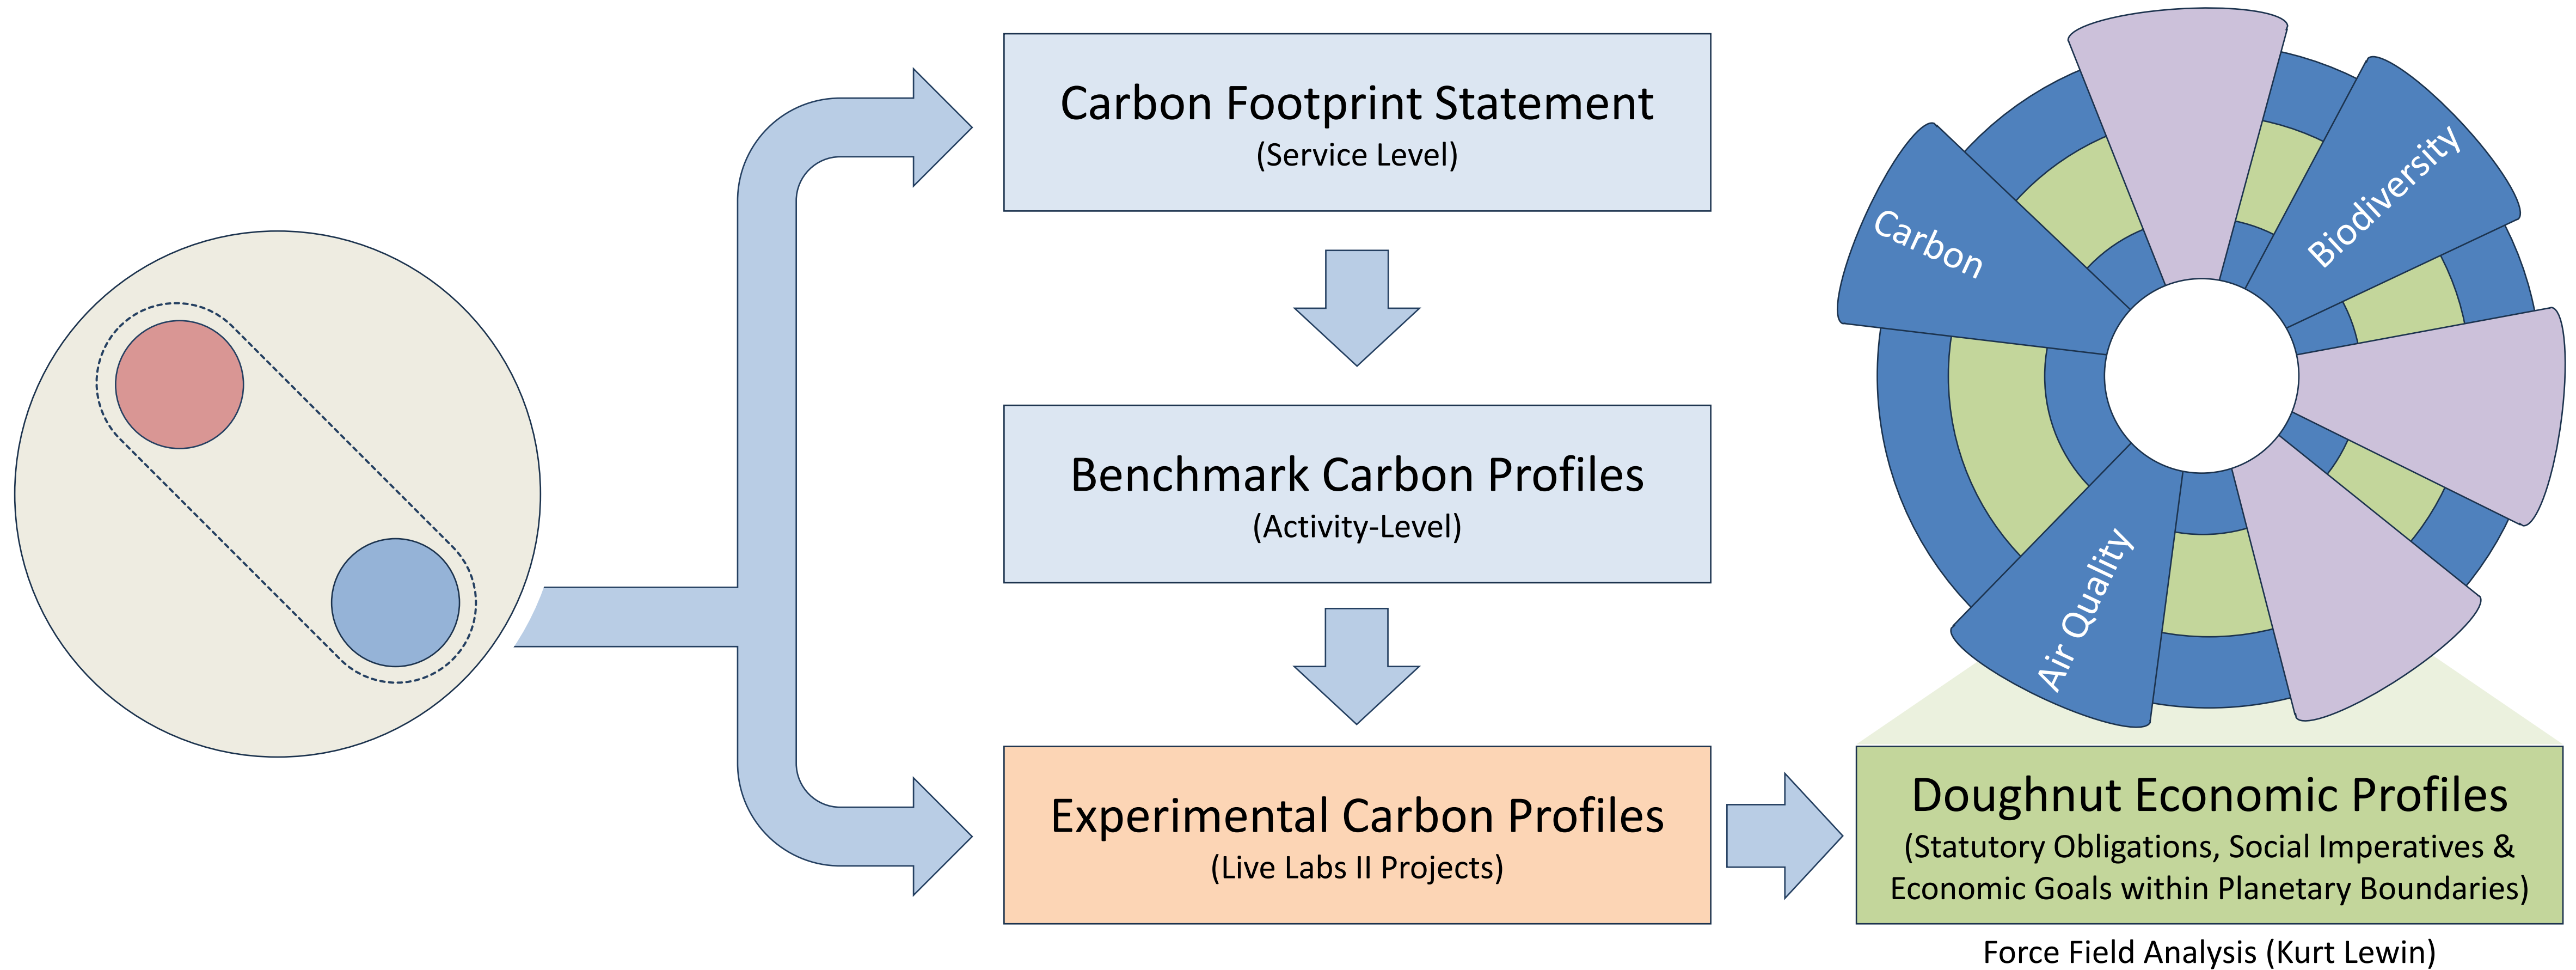 Carbon Footprint Statement
(Service Level)
Benchmark Carbon Profiles
(Activity-Level)
Experimental Carbon Profiles
(Live Labs II Projects)
Carbon
Biodiversity
Air Quality
Doughnut Economic Profiles
(Statutory Obligations, Social Imperatives &
Economic Goals within Planetary Boundaries)
Force Field Analysis (Kurt Lewin)